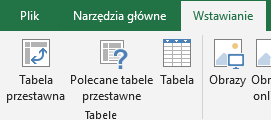 Plik Narzędzia główne Wstawianie
Tabela przestawna
Polecane tabele przestawne
Tabela
Obrazy
Tabele